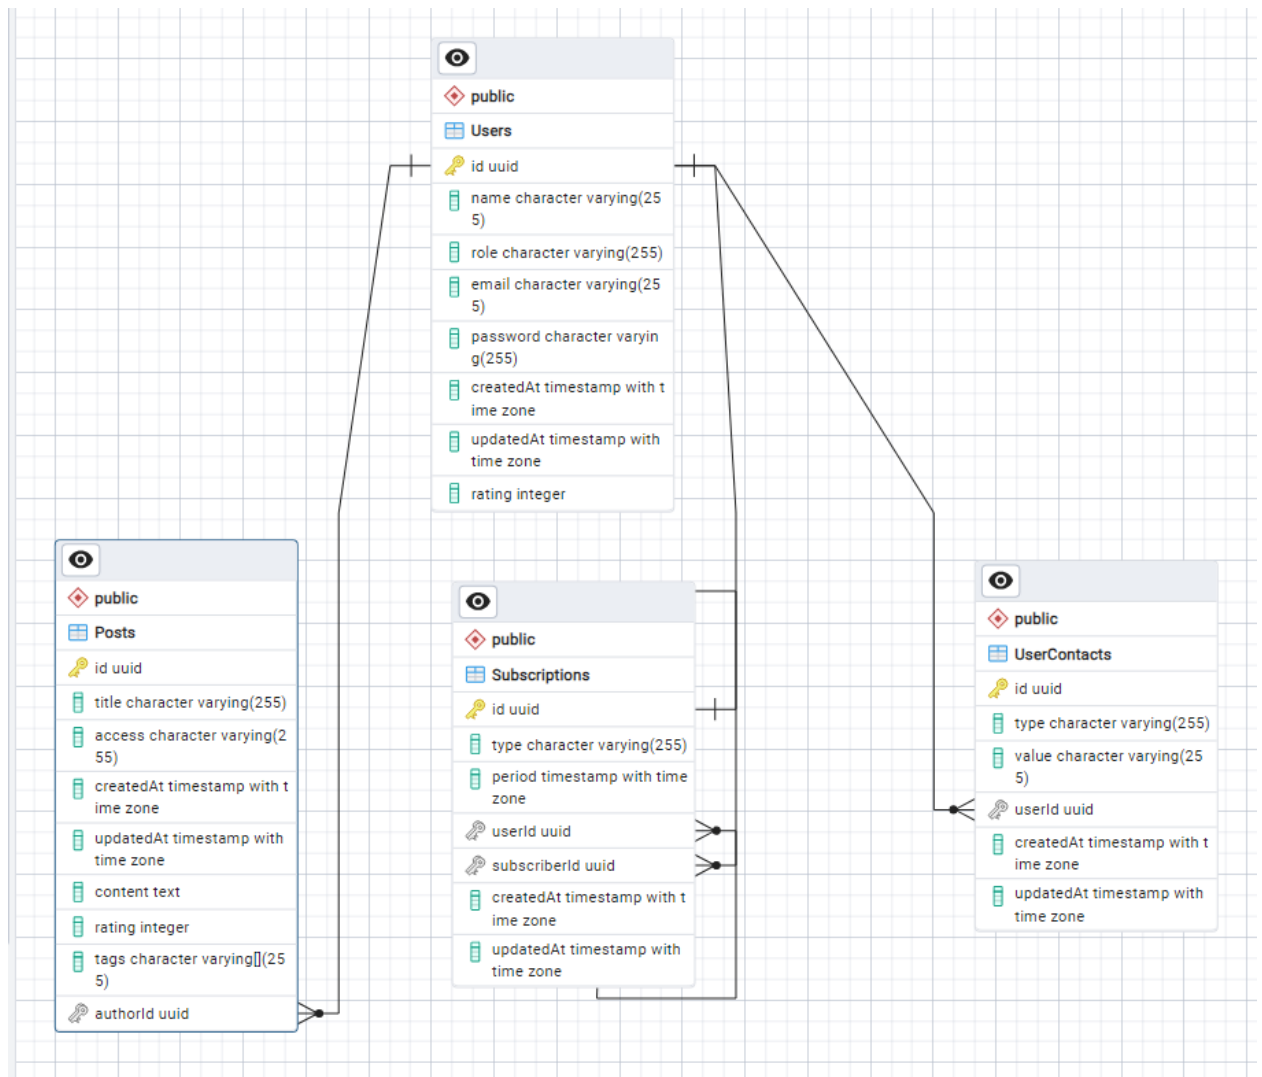 public
Users
id uuid
name character varying(25
5)
role character varying(255)
email character varying(25
5)
password character varyin
g(255)
createdAt timestamp with t
ime zone
updatedAt timestamp with
time zone
rating integer
public
Posts
id uuid
title character varying(255)
access character varying(2
55)
createdAt timestamp with t
ime zone
updatedAt timestamp with
time zone
content text
rating integer
tags character varying[](25
5)
authorId uuid
public
Subscriptions
id uuid
type character varying(255)
period timestamp with time
zone
userId uuid
subscriberId uuid
createdAt timestamp with t
ime zone
updatedAt timestamp with
time zone
public
UserContacts
id uuid
type character varying(255)
value character varying(25
5)
userId uuid
createdAt timestamp with t
ime zone
updatedAt timestamp with
time zone